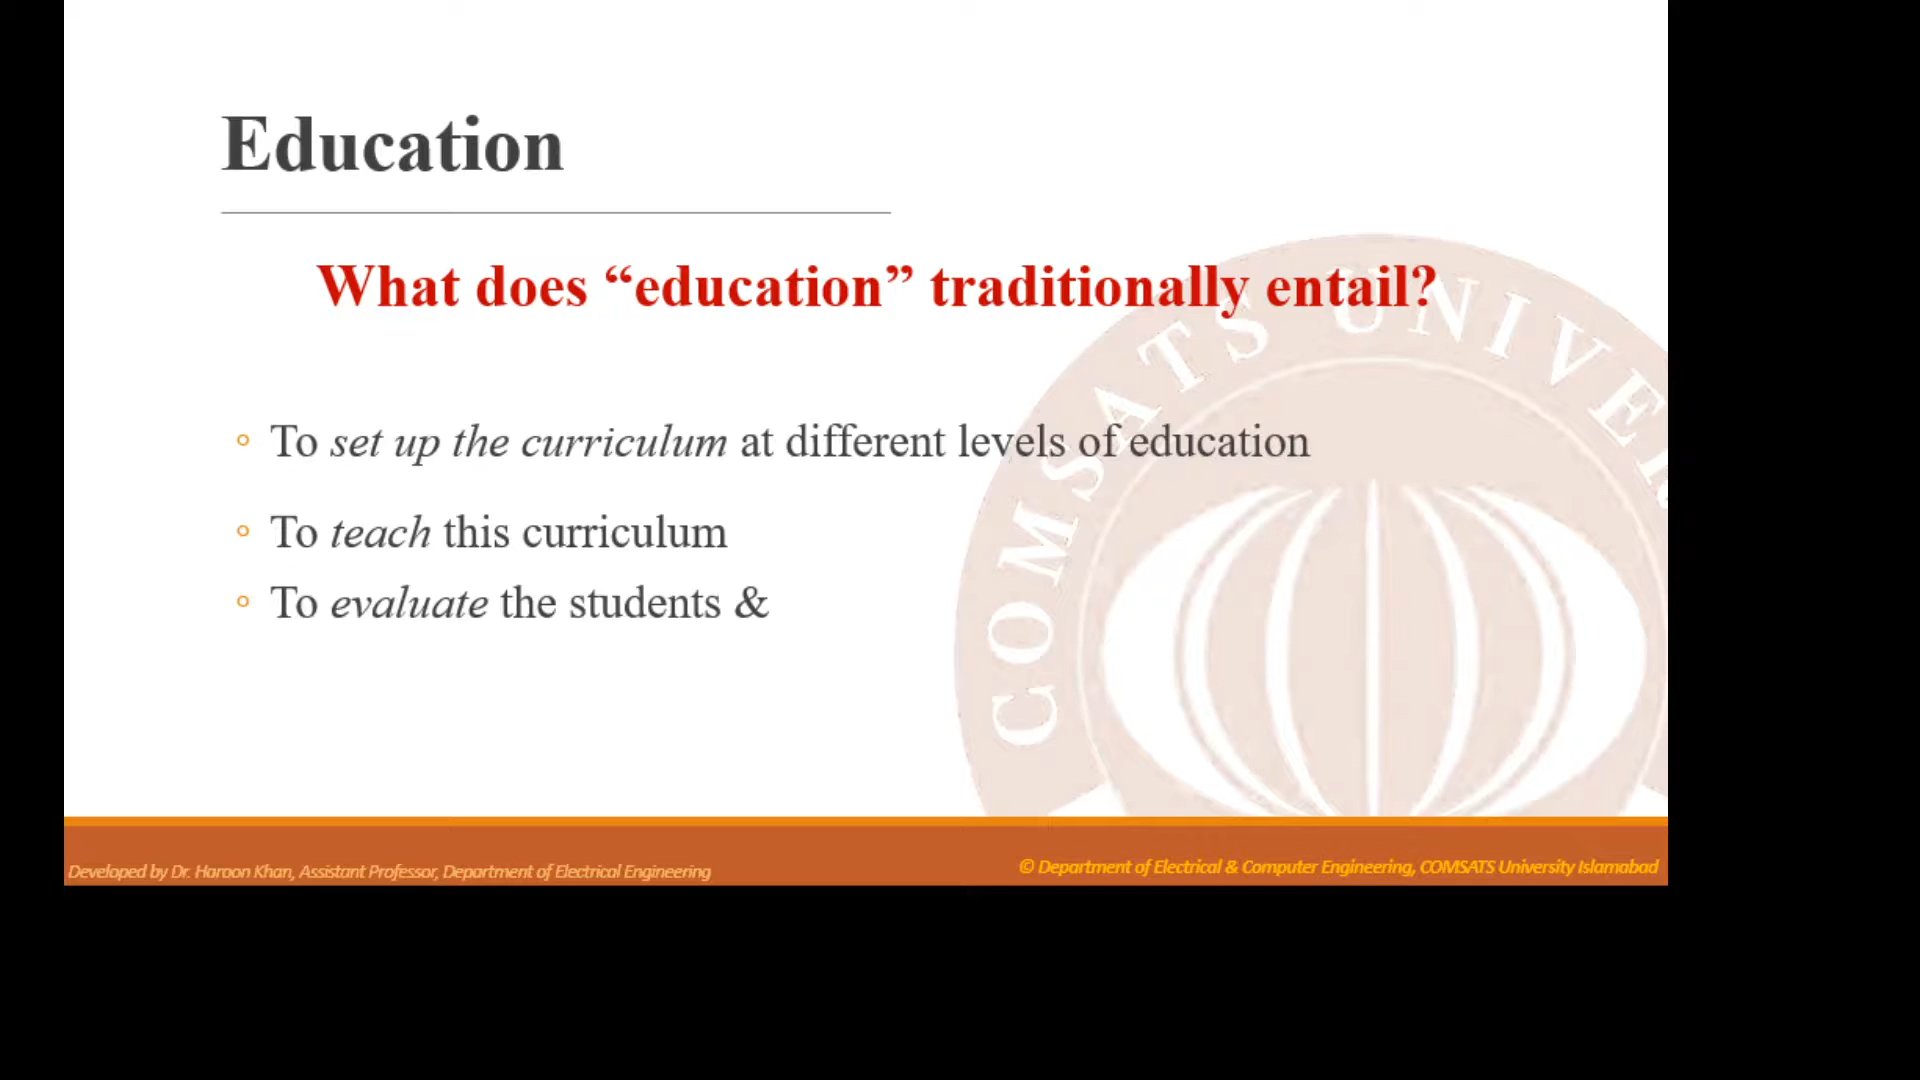 Education
What does “education” traditionally entail?
To set up the curriculum at different levels of education
To teach this curriculum
To evaluate the students &
COMSATS UNIVER
Developed by Dr. Haroon Khan, Assistant Professor, Department of Electrical Engineering
© Department of Electrical & Computer Engineering, COMSATS University Islamabad